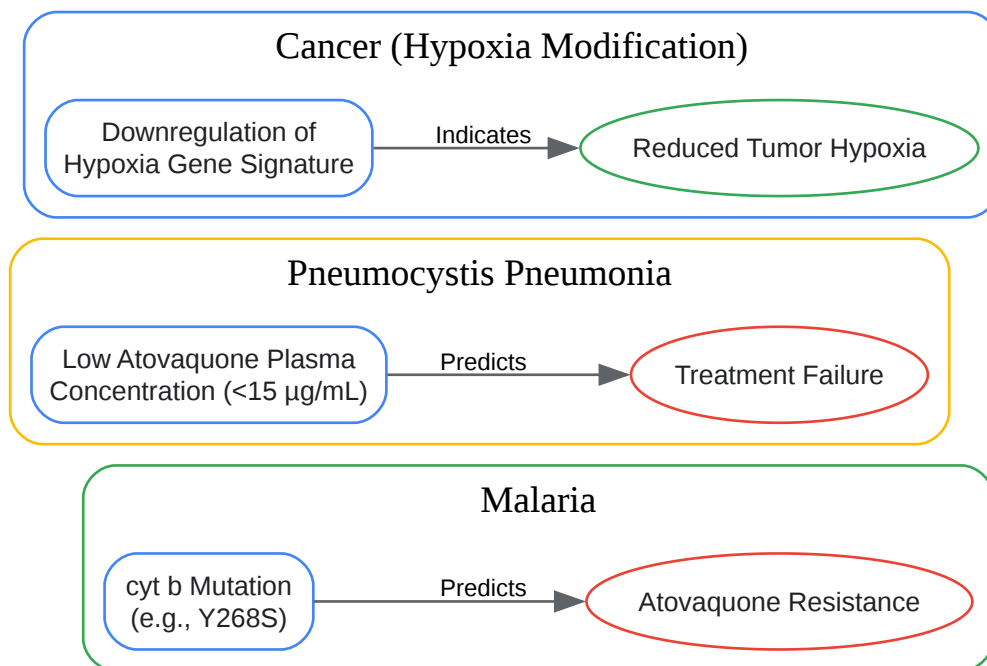 Cancer (Hypoxia Modification)
Downregulation of
Hypoxia Gene Signature
Indicates
Reduced Tumor Hypoxia
Pneumocystis Pneumonia
Low Atovaquone Plasma
Concentration (<15 µg/mL)
Predicts
Treatment Failure
Malaria
cyt b Mutation
(e.g., Y268S)
Predicts
Atovaquone Resistance